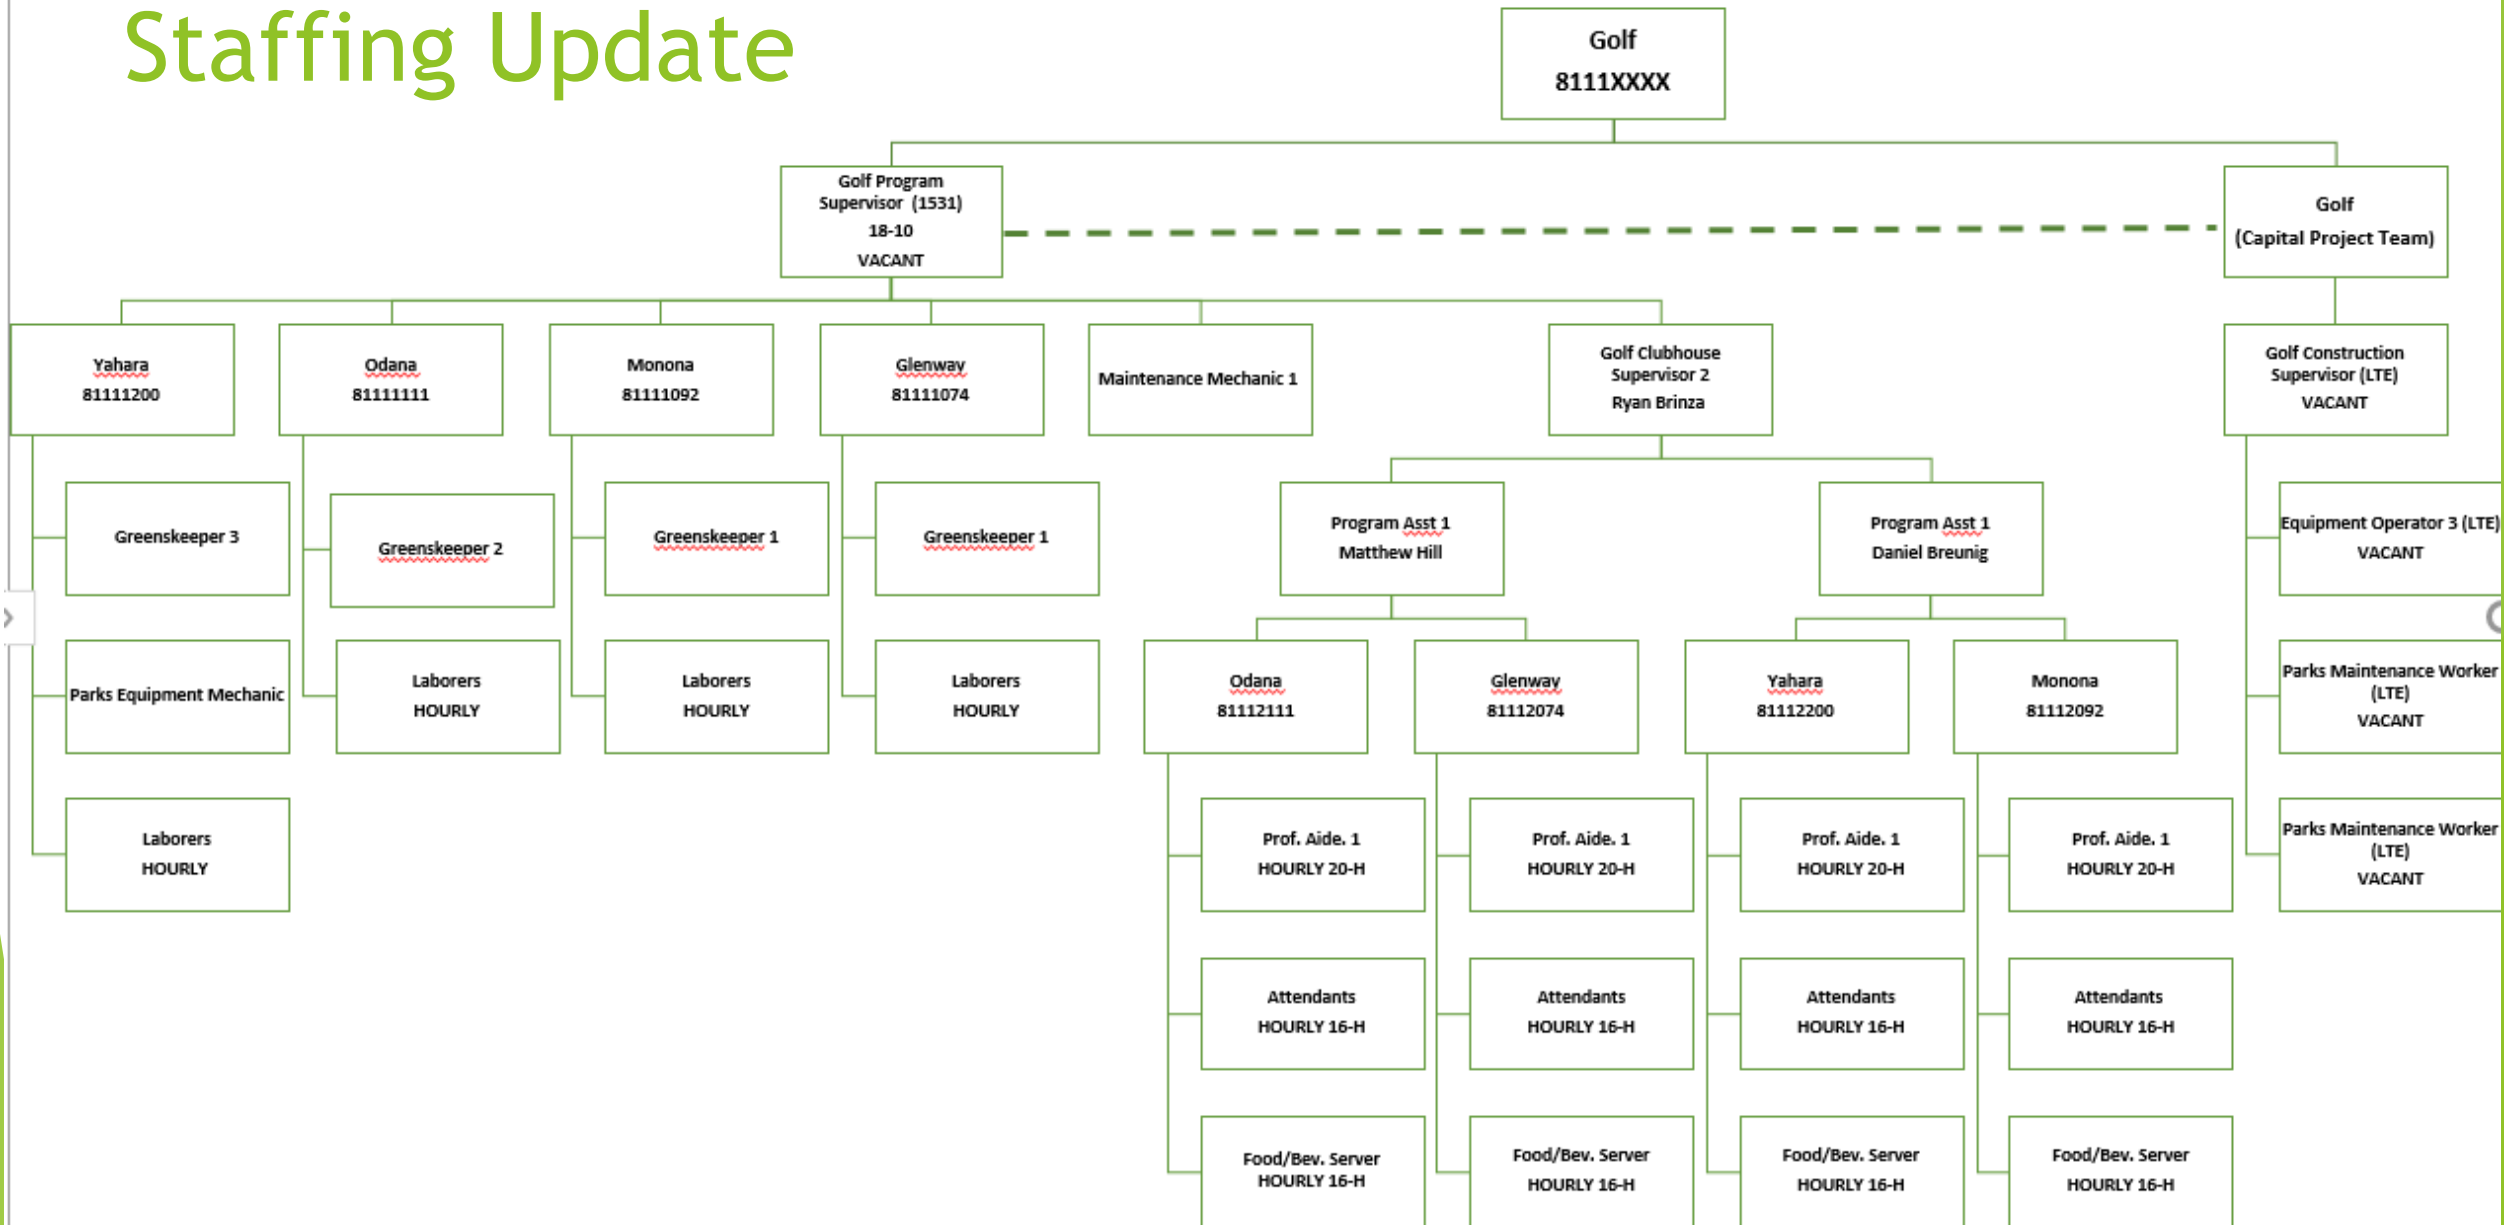 Staffing Update
Golf
8111XXXX
Golf Program
Supervisor (1531)
18-10
VACANT
Golf
(Capital Project Team)
Yahara
81111200
Odana
81111111
Monona
81111092
Glenway
81111074
Maintenance Mechanic 1
Golf Clubhouse
Supervisor 2
Ryan Brinza
Golf Construction
Supervisor (LTE)
VACANT
Greenskeeper 3
Greenskeeper 2
Greenskeeper 1
Greenskeeper 1
Program Asst 1
Matthew Hill
Program Asst 1
Daniel Breunig
Equipment Operator 3 (LTE)
VACANT
Parks Equipment Mechanic
Laborers
HOURLY
Laborers
HOURLY
Laborers
HOURLY
Odana
81112111
Glenway
81112074
Yahara
81112200
Monona
81112092
Parks Maintenance Worker
(LTE)
VACANT
Laborers
HOURLY
Prof. Aide. 1
HOURLY 20-H
Prof. Aide. 1
HOURLY 20-H
Prof. Aide. 1
HOURLY 20-H
Prof. Aide. 1
HOURLY 20-H
Parks Maintenance Worker
(LTE)
VACANT
Attendants
HOURLY 16-H
Attendants
HOURLY 16-H
Attendants
HOURLY 16-H
Attendants
HOURLY 16-H
Food/Bev. Server
HOURLY 16-H
Food/Bev. Server
HOURLY 16-H
Food/Bev. Server
HOURLY 16-H
Food/Bev. Server
HOURLY 16-H